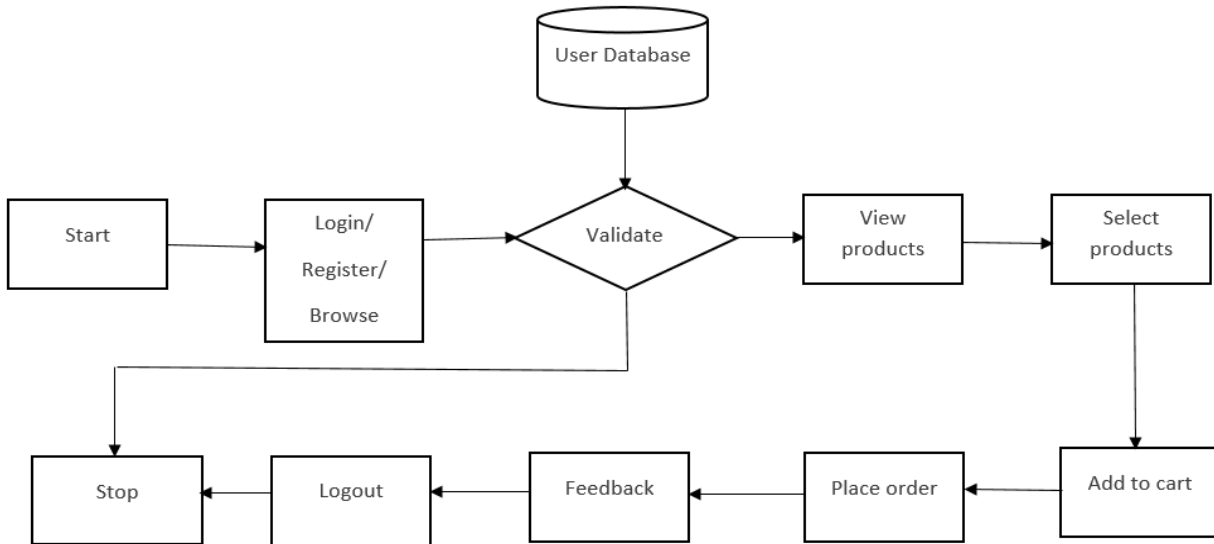 User Database
Start
Login/
Register/
Browse
Validate
View
products
Select
products
Stop
Logout
Feedback
Place order
Add to cart